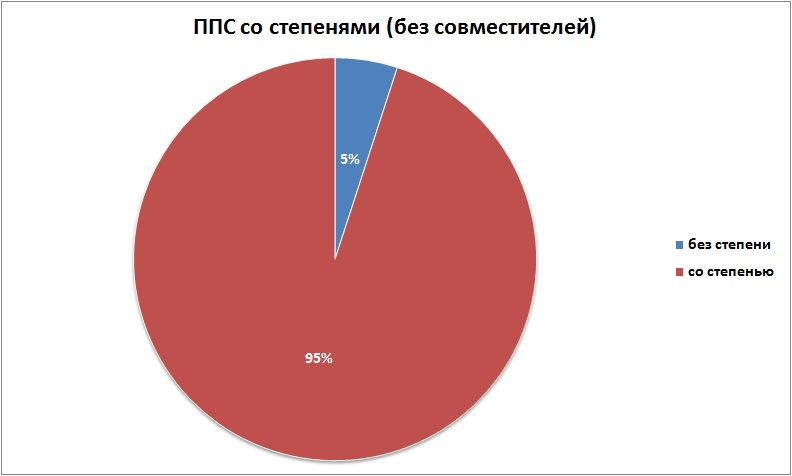 ППС со степенями (без совместителей)
5%
без степени
со степенью
95%